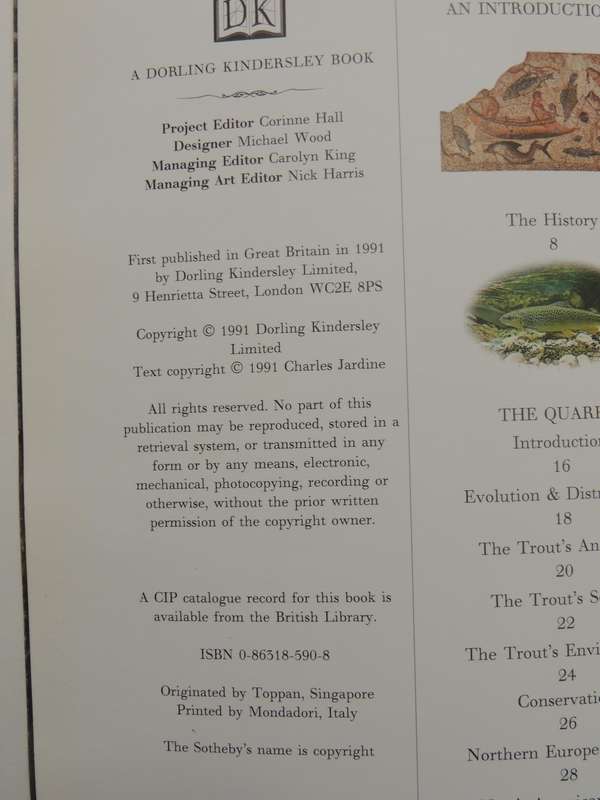 DK
A DORLING KINDERSLEY BOOK
Project Editor Corinne Hall
Designer Michael Wood
Managing Editor Carolyn King
Managing Art Editor Nick Harris
First published in Great Britain in 1991
by Dorling Kindersley Limited,
9 Henrietta Street, London WC2E 8PS
Copyright © 1991 Dorling Kindersley
Limited
Text copyright © 1991 Charles Jardine
All rights reserved. No part of this
publication may be reproduced, stored in a
retrieval system, or transmitted in any
form or by any means, electronic,
mechanical, photocopying, recording or
otherwise, without the prior written
permission of the copyright owner.
A CIP catalogue record for this book is
available from the British Library.
ISBN 0-86318-590-8
Originated by Toppan, Singapore
Printed by Mondadori, Italy
The Sotheby's name is copyright
AN INTRODUCTIO
The History
8
THE QUARR
Introduction
16
Evolution & Distr
18
The Trout's An
20
The Trout's Se
22
The Trout's Envi
24
Conservati
26
Northern Europe
28